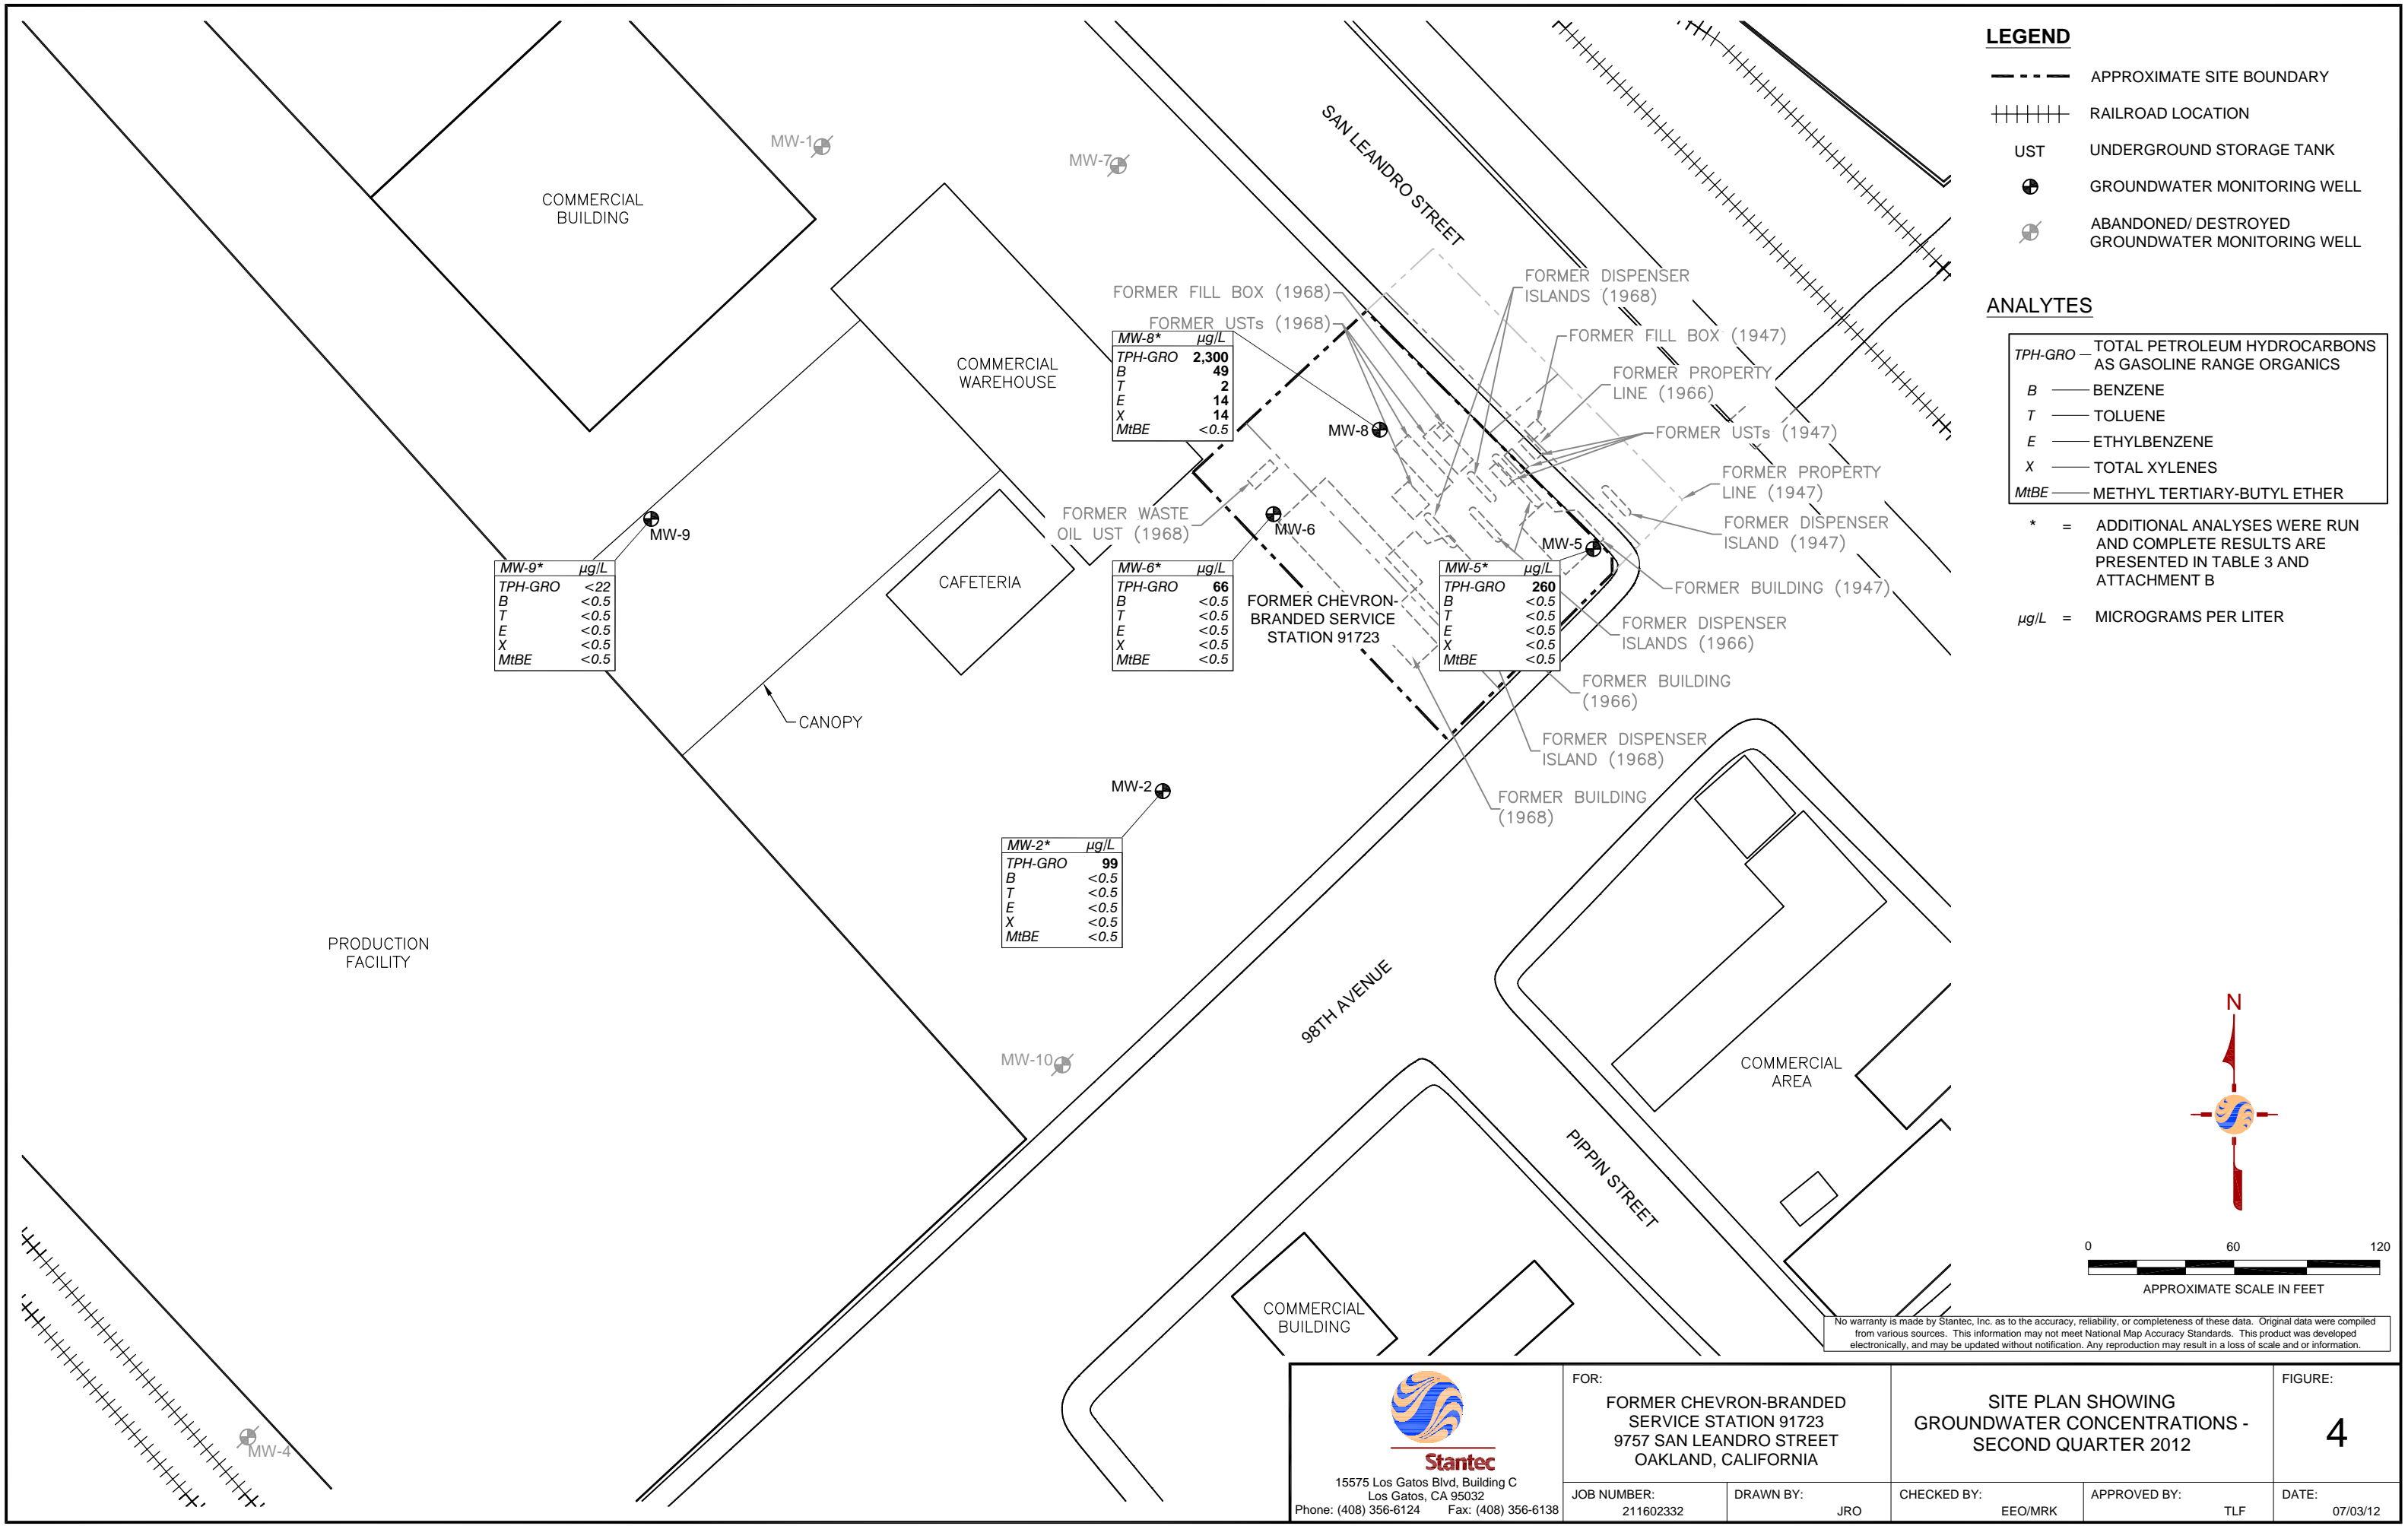 LEGEND
APPROXIMATE SITE BOUNDARY
RAILROAD LOCATION
UST UNDERGROUND STORAGE TANK
GROUNDWATER MONITORING WELL
ABANDONED/ DESTROYED
GROUNDWATER MONITORING WELL
ANALYTES
TPH-GRO TOTAL PETROLEUM HYDROCARBONS
AS GASOLINE RANGE ORGANICS
B BENZENE
T TOLUENE
E ETHYLBENZENE
X TOTAL XYLENES
MtBE METHYL TERTIARY-BUTYL ETHER
* = ADDITIONAL ANALYSES WERE RUN
AND COMPLETE RESULTS ARE
PRESENTED IN TABLE 3 AND
ATTACHMENT B
µg/L = MICROGRAMS PER LITER
MW-1
MW-7
COMMERCIAL
BUILDING
SAN LEANDRO STREET
FORMER FILL BOX (1968)
FORMER USTs (1968)
FORMER DISPENSER
ISLANDS (1968)
FORMER FILL BOX (1947)
FORMER PROPERTY
LINE (1966)
FORMER USTs (1947)
FORMER PROPERTY
LINE (1947)
FORMER DISPENSER
ISLAND (1947)
FORMER BUILDING (1947)
FORMER DISPENSER
ISLANDS (1966)
FORMER BUILDING
(1966)
FORMER DISPENSER
ISLAND (1968)
FORMER BUILDING
(1968)
COMMERCIAL
WAREHOUSE
MW-8* µg/L
TPH-GRO 2,300
B 49
T 2
E 14
X 14
MtBE <0.5
MW-8
FORMER WASTE
OIL UST (1968)
MW-6
MW-5
MW-9
CAFETERIA
MW-9* µg/L
TPH-GRO <22
B <0.5
T <0.5
E <0.5
X <0.5
MtBE <0.5
MW-6* µg/L
TPH-GRO 66
B <0.5
T <0.5
E <0.5
X <0.5
MtBE <0.5
FORMER CHEVRON-
BRANDED SERVICE
STATION 91723
MW-5* µg/L
TPH-GRO 260
B <0.5
T <0.5
E <0.5
X <0.5
MtBE <0.5
CANOPY
MW-2
MW-2* µg/L
TPH-GRO 99
B <0.5
T <0.5
E <0.5
X <0.5
MtBE <0.5
PRODUCTION
FACILITY
98TH AVENUE
MW-10
COMMERCIAL
AREA
PIPPIN STREET
COMMERCIAL
BUILDING
MW-4
N
0 60 120
APPROXIMATE SCALE IN FEET
No warranty is made by Stantec, Inc. as to the accuracy, reliability, or completeness of these data. Original data were compiled
from various sources. This information may not meet National Map Accuracy Standards. This product was developed
electronically, and may be updated without notification. Any reproduction may result in a loss of scale and or information.
Stantec
15575 Los Gatos Blvd, Building C
Los Gatos, CA 95032
Phone: (408) 356-6124 Fax: (408) 356-6138
FOR:
FORMER CHEVRON-BRANDED
SERVICE STATION 91723
9757 SAN LEANDRO STREET
OAKLAND, CALIFORNIA
SITE PLAN SHOWING
GROUNDWATER CONCENTRATIONS -
SECOND QUARTER 2012
FIGURE:
4
JOB NUMBER:
211602332
DRAWN BY:
JRO
CHECKED BY:
EEO/MRK
APPROVED BY:
TLF
DATE:
07/03/12